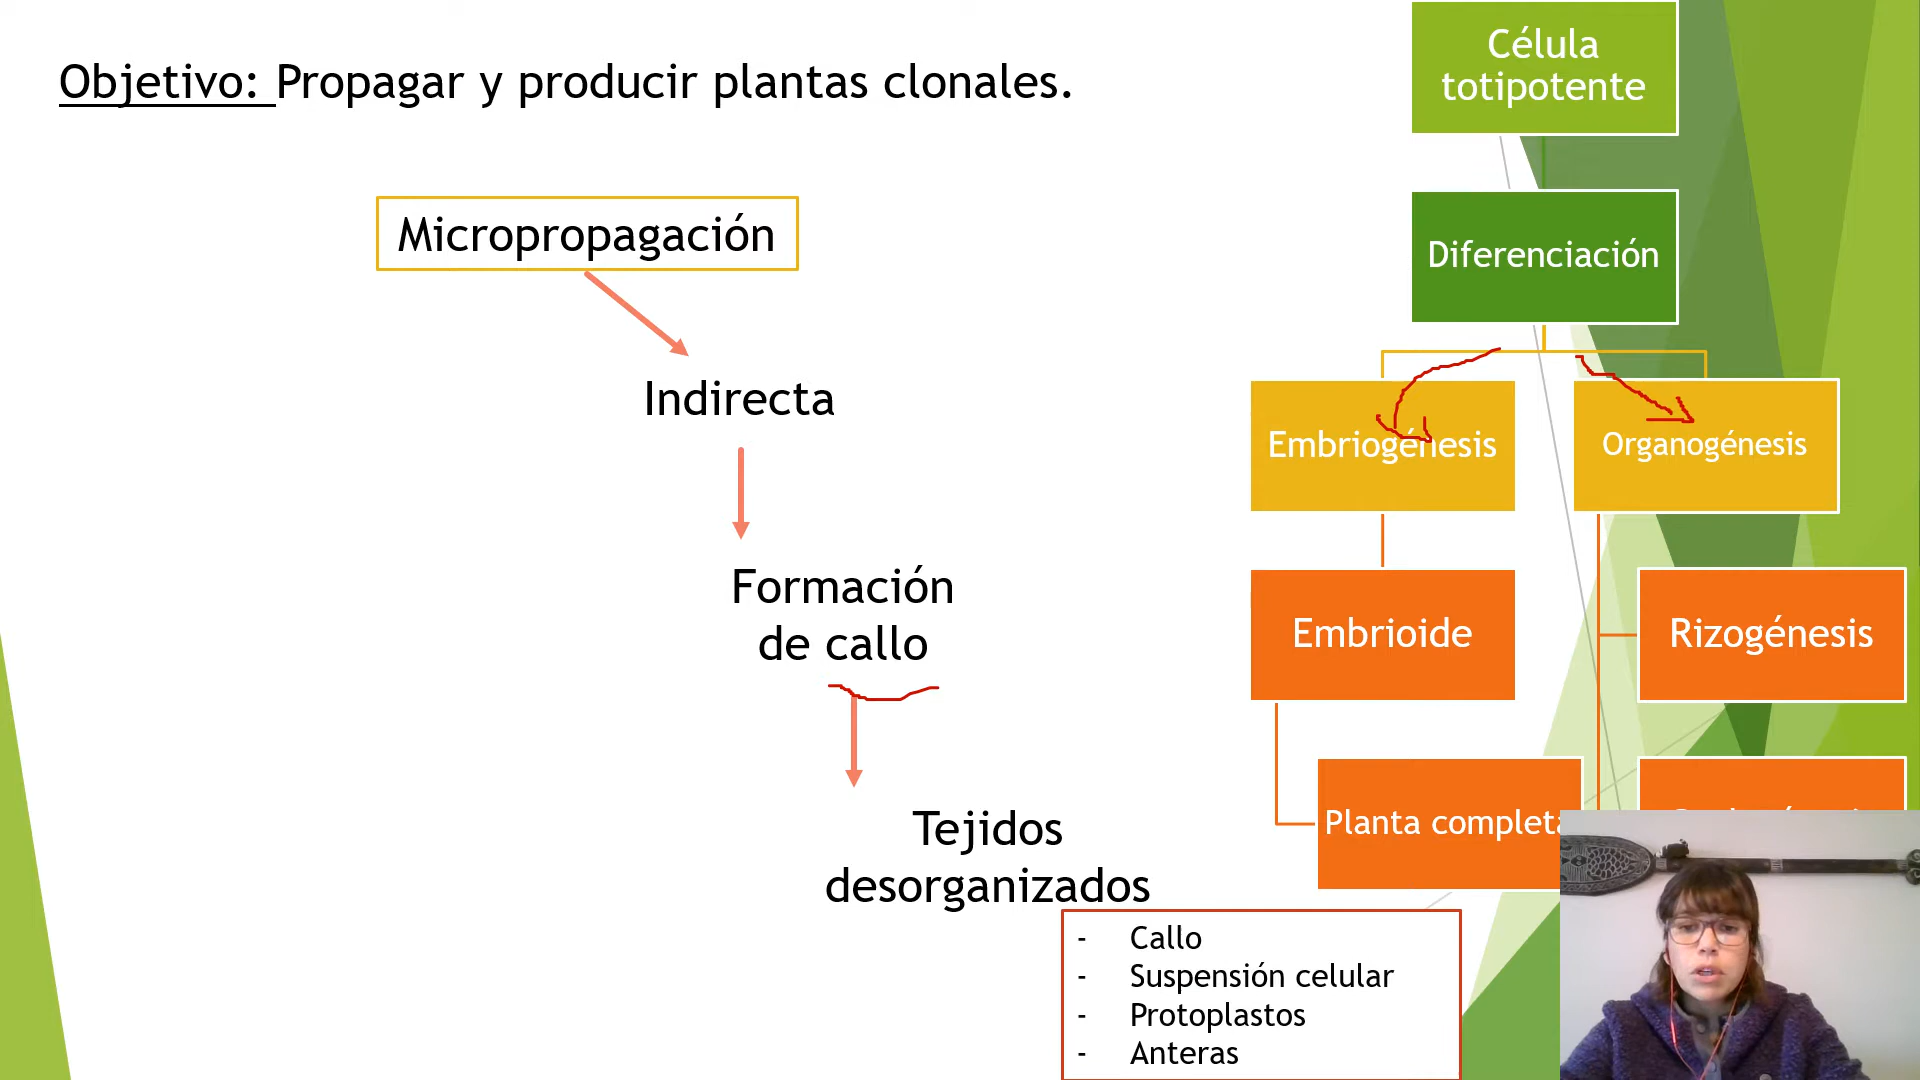 Objetivo: Propagar y producir plantas clonales.
Micropropagación
Indirecta
Formación
de callo
Tejidos
desorganizados
- Callo
- Suspensión celular
- Protoplastos
- Anteras
Célula
totipotente
Diferenciación
Embriogénesis
Organogénesis
Embrioide
Rizogénesis
Planta completa